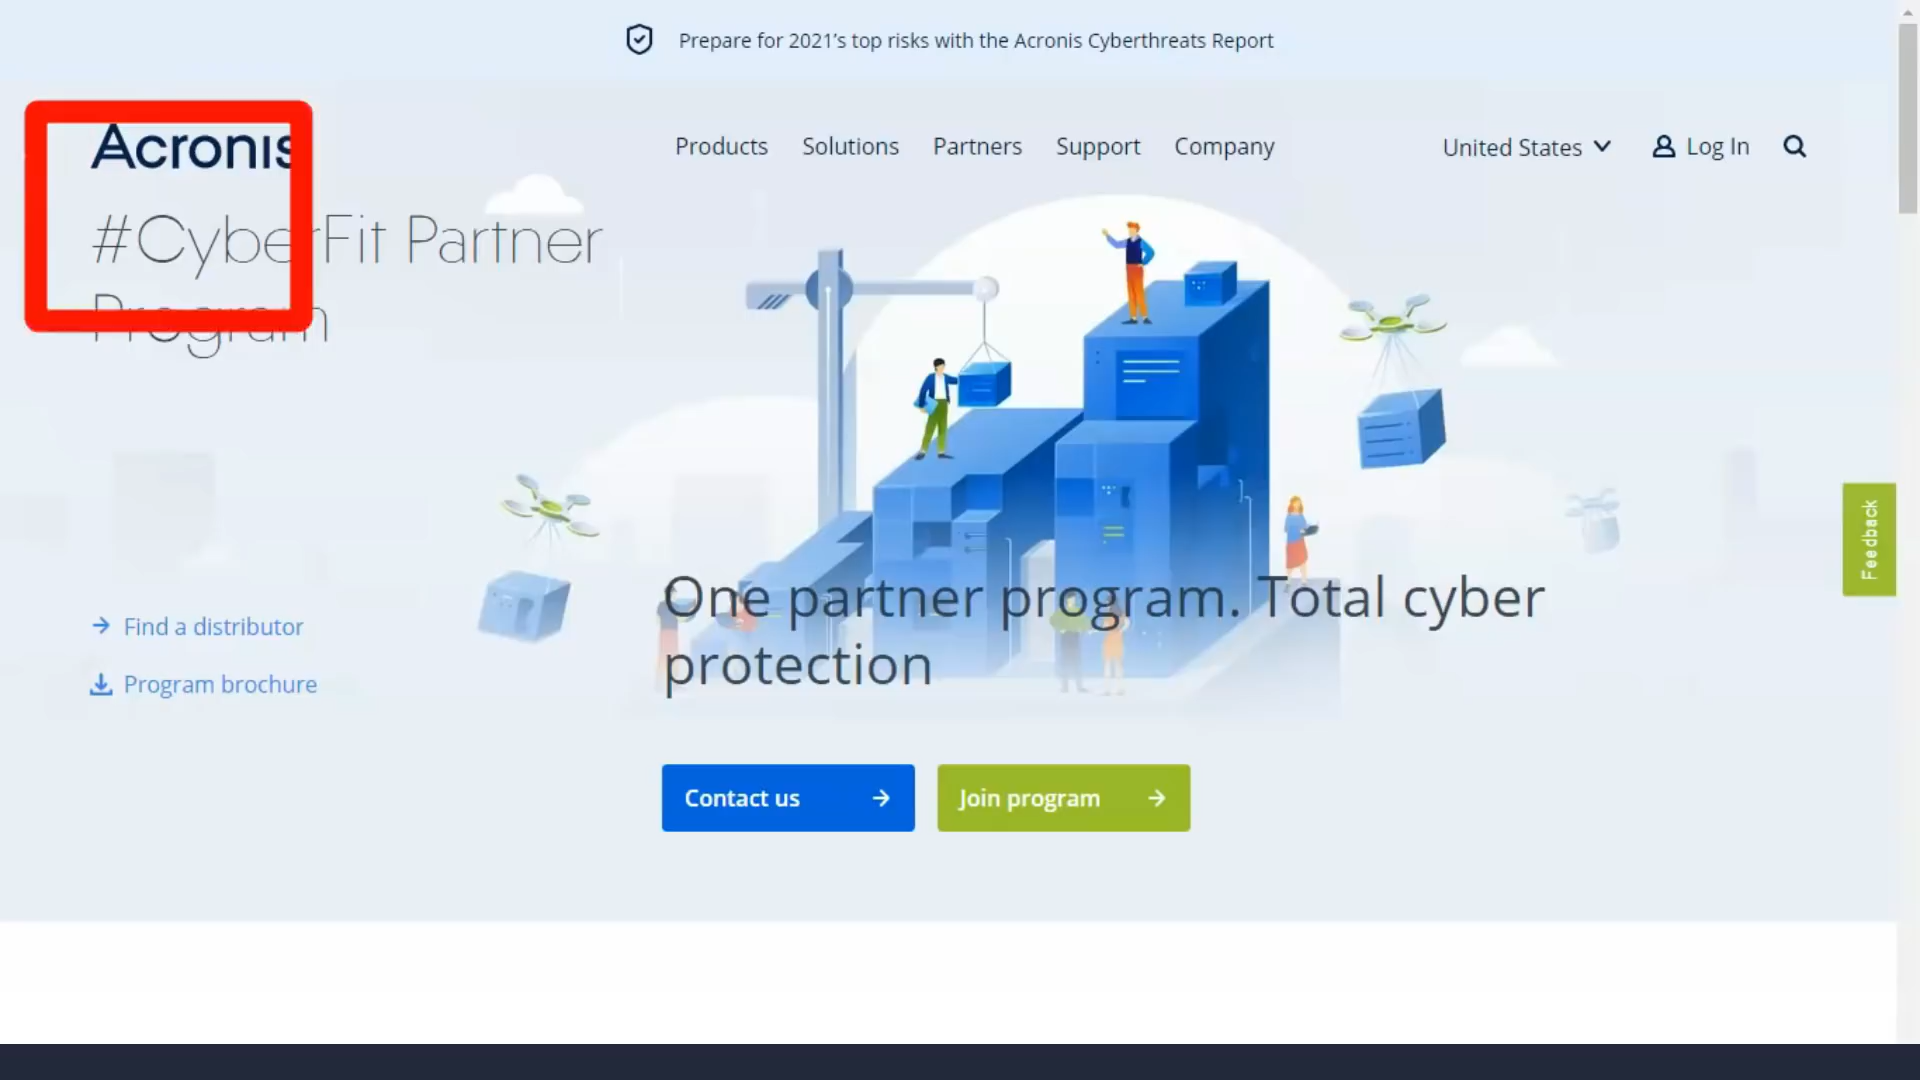 Prepare for 2021's top risks with the Acronis Cyberthreats Report
Acronis
Products Solutions Partners Support Company United States Log In
#CyberFit Partner
Program
One partner program. Total cyber
protection
Find a distributor
Program brochure
Contact us
Join program
Feedback